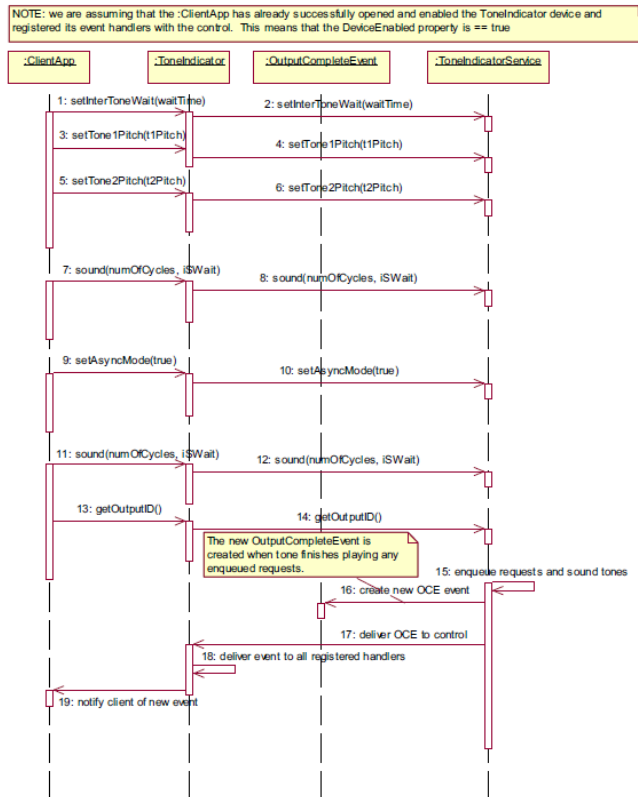 NOTE: we are assuming that the :ClientApp has already successfully opened and enabled the ToneIndicator device and
registered its event handlers with the control. This means that the DeviceEnabled property is == true
:ClientApp
:ToneIndicator
:OutputCompleteEvent
:ToneIndicatorService
1: setInterToneWait(waitTime)
2: setInterToneWait(waitTime)
3: setTone1Pitch(t1Pitch)
4: setTone1Pitch(t1Pitch)
5: setTone2Pitch(t2Pitch)
6: setTone2Pitch(t2Pitch)
7: sound(numOfCycles, iSWait)
8: sound(numOfCycles, iSWait)
9: setAsyncMode(true)
10: setAsyncMode(true)
11: sound(numOfCycles, iSWait)
12: sound(numOfCycles, iSWait)
13: getOutputID()
14: getOutputID()
The new OutputCompleteEvent is
created when tone finishes playing any
enqueued requests.
15: enqueue requests and sound tones
16: create new OCE event
17: deliver OCE to control
18: deliver event to all registered handlers
19: notify client of new event